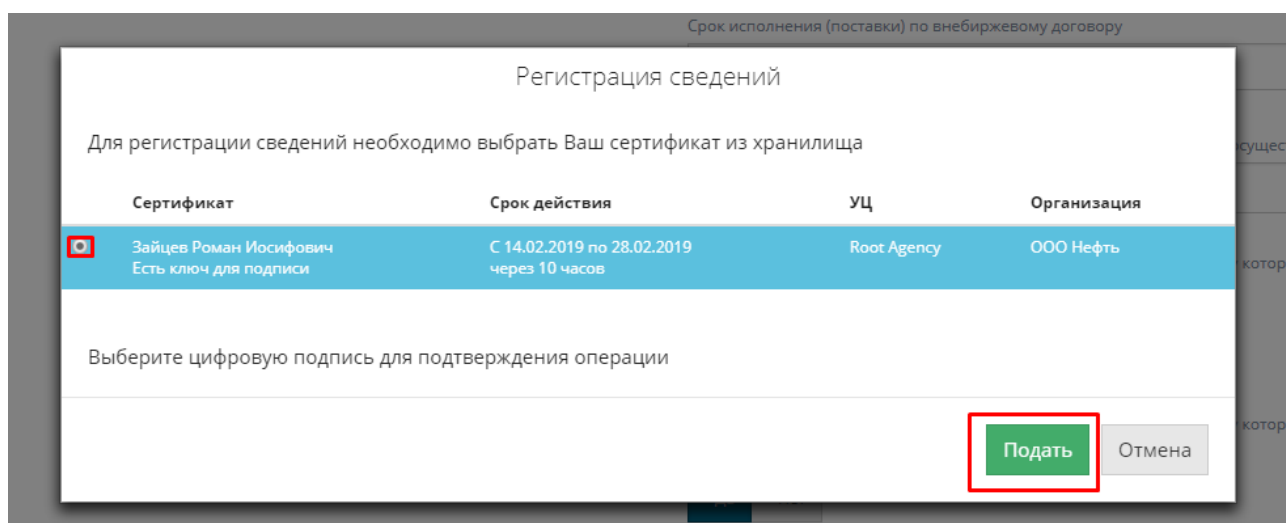 Срок исполнения (поставки) по внебиржевому договору
Регистрация сведений
Для регистрации сведений необходимо выбрать Ваш сертификат из хранилища
Сертификат Срок действия УЦ Организация
Зайцев Роман Иосифович С 14.02.2019 по 28.02.2019 Root Agency ООО Нефть
Есть ключ для подписи через 10 часов
Выберите цифровую подпись для подтверждения операции
Подать Отмена